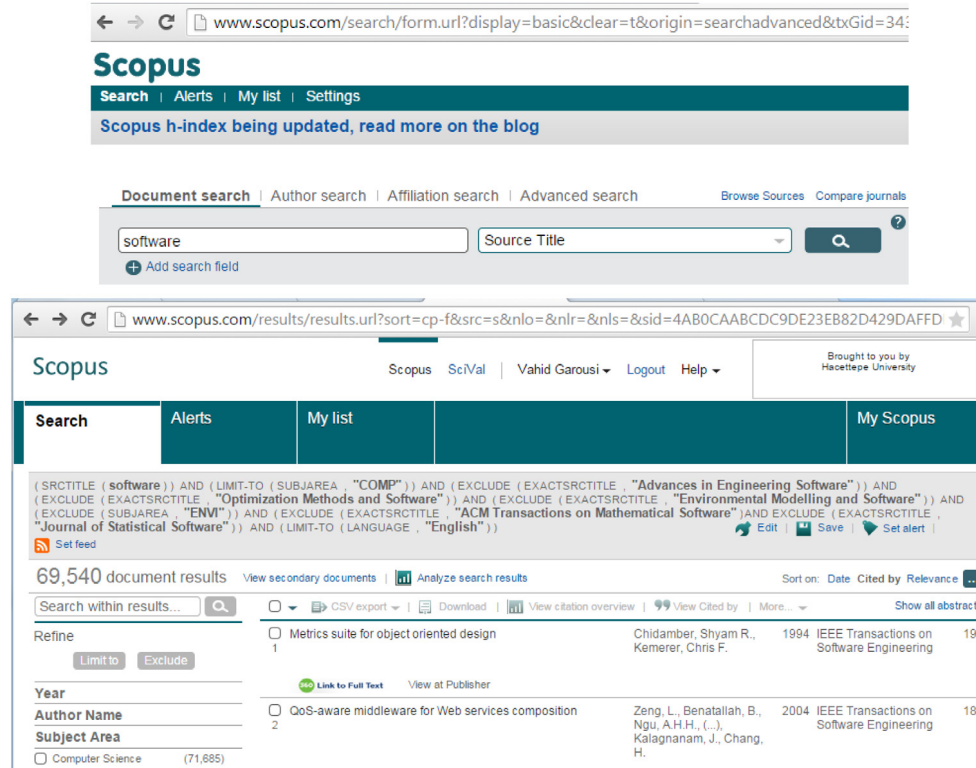 www.scopus.com/search/form.url?display=basic&clear=t&origin=searchadvanced&txGid=343
Scopus
Search | Alerts | My list | Settings
Scopus h-index being updated, read more on the blog
Document search | Author search | Affiliation search | Advanced search Browse Sources Compare journals
?
software Source Title
Add search field
www.scopus.com/results/results.url?sort=cp-f&src=s&nlo=&nlr=&nls=&sid=4AB0CAABCDC9DE23EB82D429DAFFD
Scopus Scopus SciVal | Vahid Garousi Logout Help Brought to you by
Hacettepe University
Search Alerts My list My Scopus
( SRCTITLE ( software ) ) AND ( LIMIT-TO ( SUBJAREA , "COMP" ) ) AND ( EXCLUDE ( EXACTSRCTITLE , "Advances in Engineering Software" ) ) AND
( EXCLUDE ( EXACTSRCTITLE , "Optimization Methods and Software" ) ) AND ( EXCLUDE ( EXACTSRCTITLE , "Environmental Modelling and Software" ) ) AND
( EXCLUDE ( SUBJAREA , "ENVI" ) ) AND ( EXCLUDE ( EXACTSRCTITLE , "ACM Transactions on Mathematical Software" )AND EXCLUDE ( EXACTSRCTITLE ,
"Journal of Statistical Software" ) ) AND ( LIMIT-TO ( LANGUAGE , "English" ) ) Edit | Save | Set alert |
Set feed
69,540 document results View secondary documents | Analyze search results Sort on: Date Cited by Relevance ...
Search within results... CSV export | Download | View citation overview | View Cited by | More... Show all abstract
Refine
Limit to Exclude
Year
Author Name
Subject Area
Computer Science (71,685)
1 Metrics suite for object oriented design Chidamber, Shyam R., 1994 IEEE Transactions on 19
Kemerer, Chris F. Software Engineering
360 Link to Full Text View at Publisher
2 QoS-aware middleware for Web services composition Zeng, L., Benatallah, B., 2004 IEEE Transactions on 18
Ngu, A.H.H., (...), Software Engineering
Kalagnanam, J., Chang,
H.